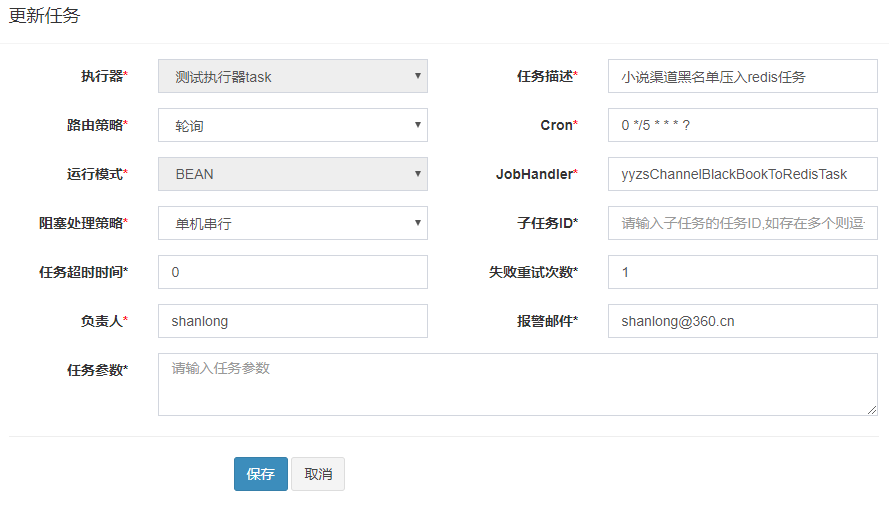 更新任务
执行器* 测试执行器task 任务描述* 小说渠道黑名单压入redis任务
路由策略* 轮询 Cron* 0 */5 * * * ?
运行模式* BEAN JobHandler* yyzsChannelBlackBookToRedisTask
阻塞处理策略* 单机串行 子任务ID* 请输入子任务的任务ID,如存在多个则逗
任务超时时间* 0 失败重试次数* 1
负责人* shanlong 报警邮件* shanlong@360.cn
任务参数* 请输入任务参数
保存 取消